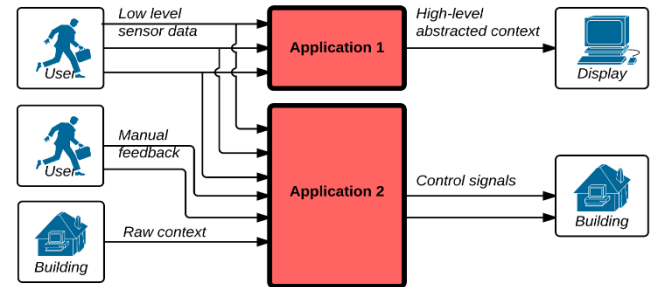 Low level
sensor data
User
Application 1
High-level
abstracted context
Display
User
Manual
feedback
Application 2
Control signals
Building
Building
Raw context